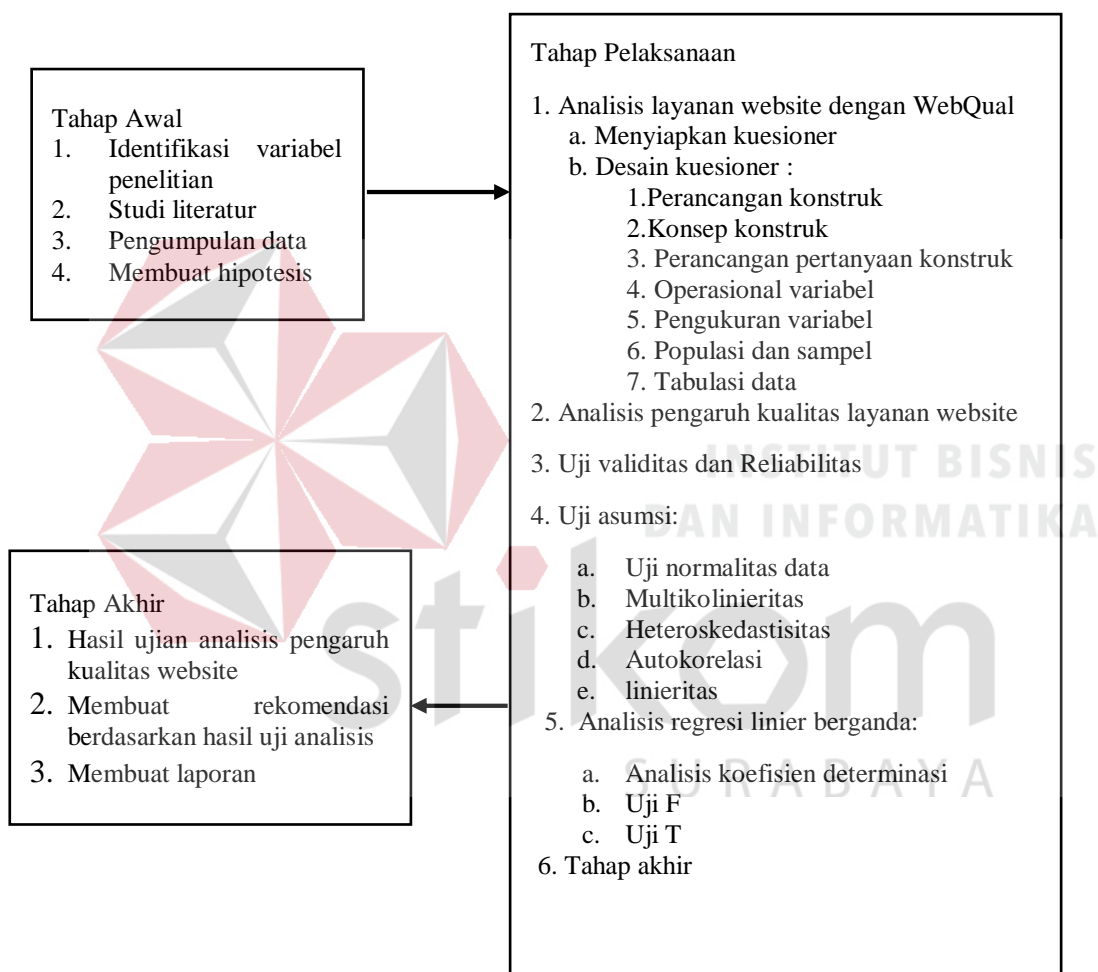 Tahap Awal
1. Identifikasi variabel
penelitian
2. Studi literatur
3. Pengumpulan data
4. Membuat hipotesis
Tahap Pelaksanaan
1. Analisis layanan website dengan WebQual
a. Menyiapkan kuesioner
b. Desain kuesioner :
1.Perancangan konstruk
2.Konsep konstruk
3. Perancangan pertanyaan konstruk
4. Operasional variabel
5. Pengukuran variabel
6. Populasi dan sampel
7. Tabulasi data
2. Analisis pengaruh kualitas layanan website
3. Uji validitas dan Reliabilitas
4. Uji asumsi:
a. Uji normalitas data
b. Multikolinieritas
c. Heteroskedastisitas
d. Autokorelasi
e. linieritas
5. Analisis regresi linier berganda:
a. Analisis koefisien determinasi
b. Uji F
c. Uji T
6. Tahap akhir
Tahap Akhir
1. Hasil ujian analisis pengaruh
kualitas website
2. Membuat rekomendasi
berdasarkan hasil uji analisis
3. Membuat laporan
INSTITUT BISNIS
DAN INFORMATIKA
stikom
SURABAYA